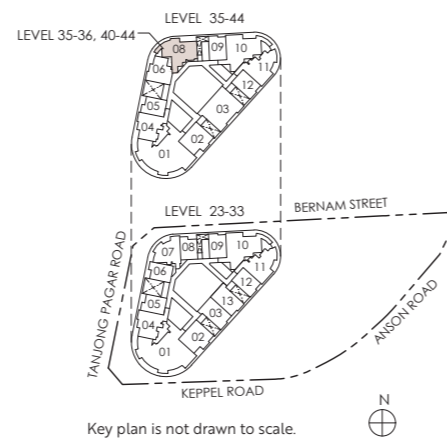 LEVEL 35-44
LEVEL 35-36, 40-44
08
09
10
11
06
12
05
03
04
02
01
LEVEL 23-33
BERNAM STREET
TANJONG PAGAR ROAD
07
08
09
10
11
06
12
05
13
03
04
02
01
ANSON ROAD
KEPPEL ROAD
N
Key plan is not drawn to scale.